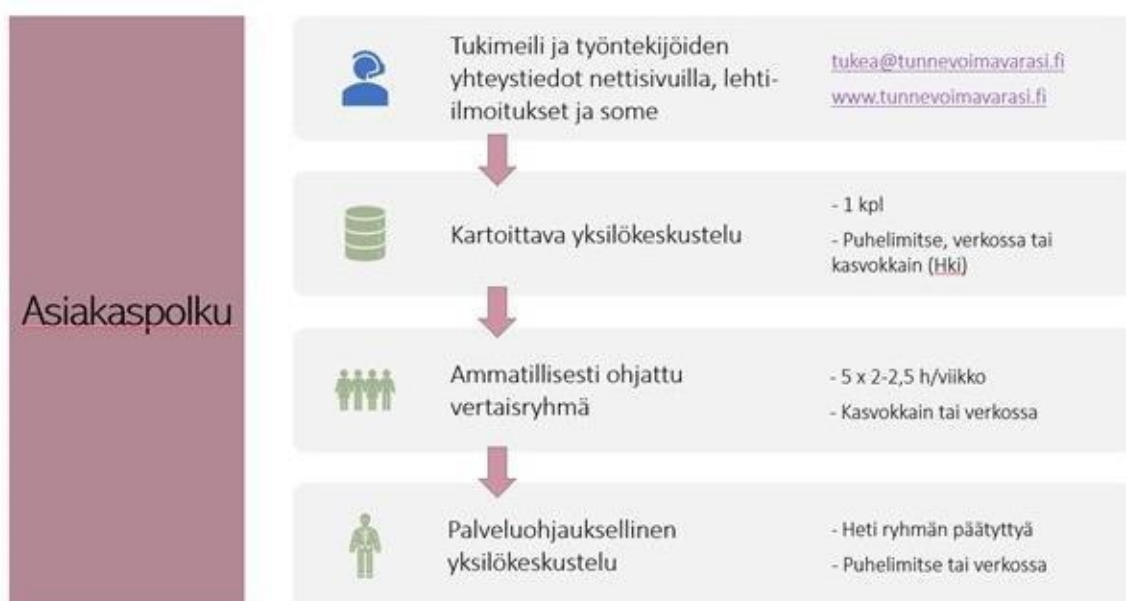 Asiakaspolku
Tukimeili ja työntekijöiden
yhteystiedot nettisivuilla, lehti-
ilmoitukset ja some
tukea@tunnevoimavarasi.fi
www.tunnevoimavarasi.fi
Kartoittava yksilökeskustelu
- 1 kpl
- Puhelimitse, verkossa tai
kasvokkain (Hki)
Ammatillisesti ohjattu
vertaisryhmä
- 5 x 2-2,5 h/viikko
- Kasvokkain tai verkossa
Palveluohjauksellinen
yksilökeskustelu
- Heti ryhmän päätyttyä
- Puhelimitse tai verkossa